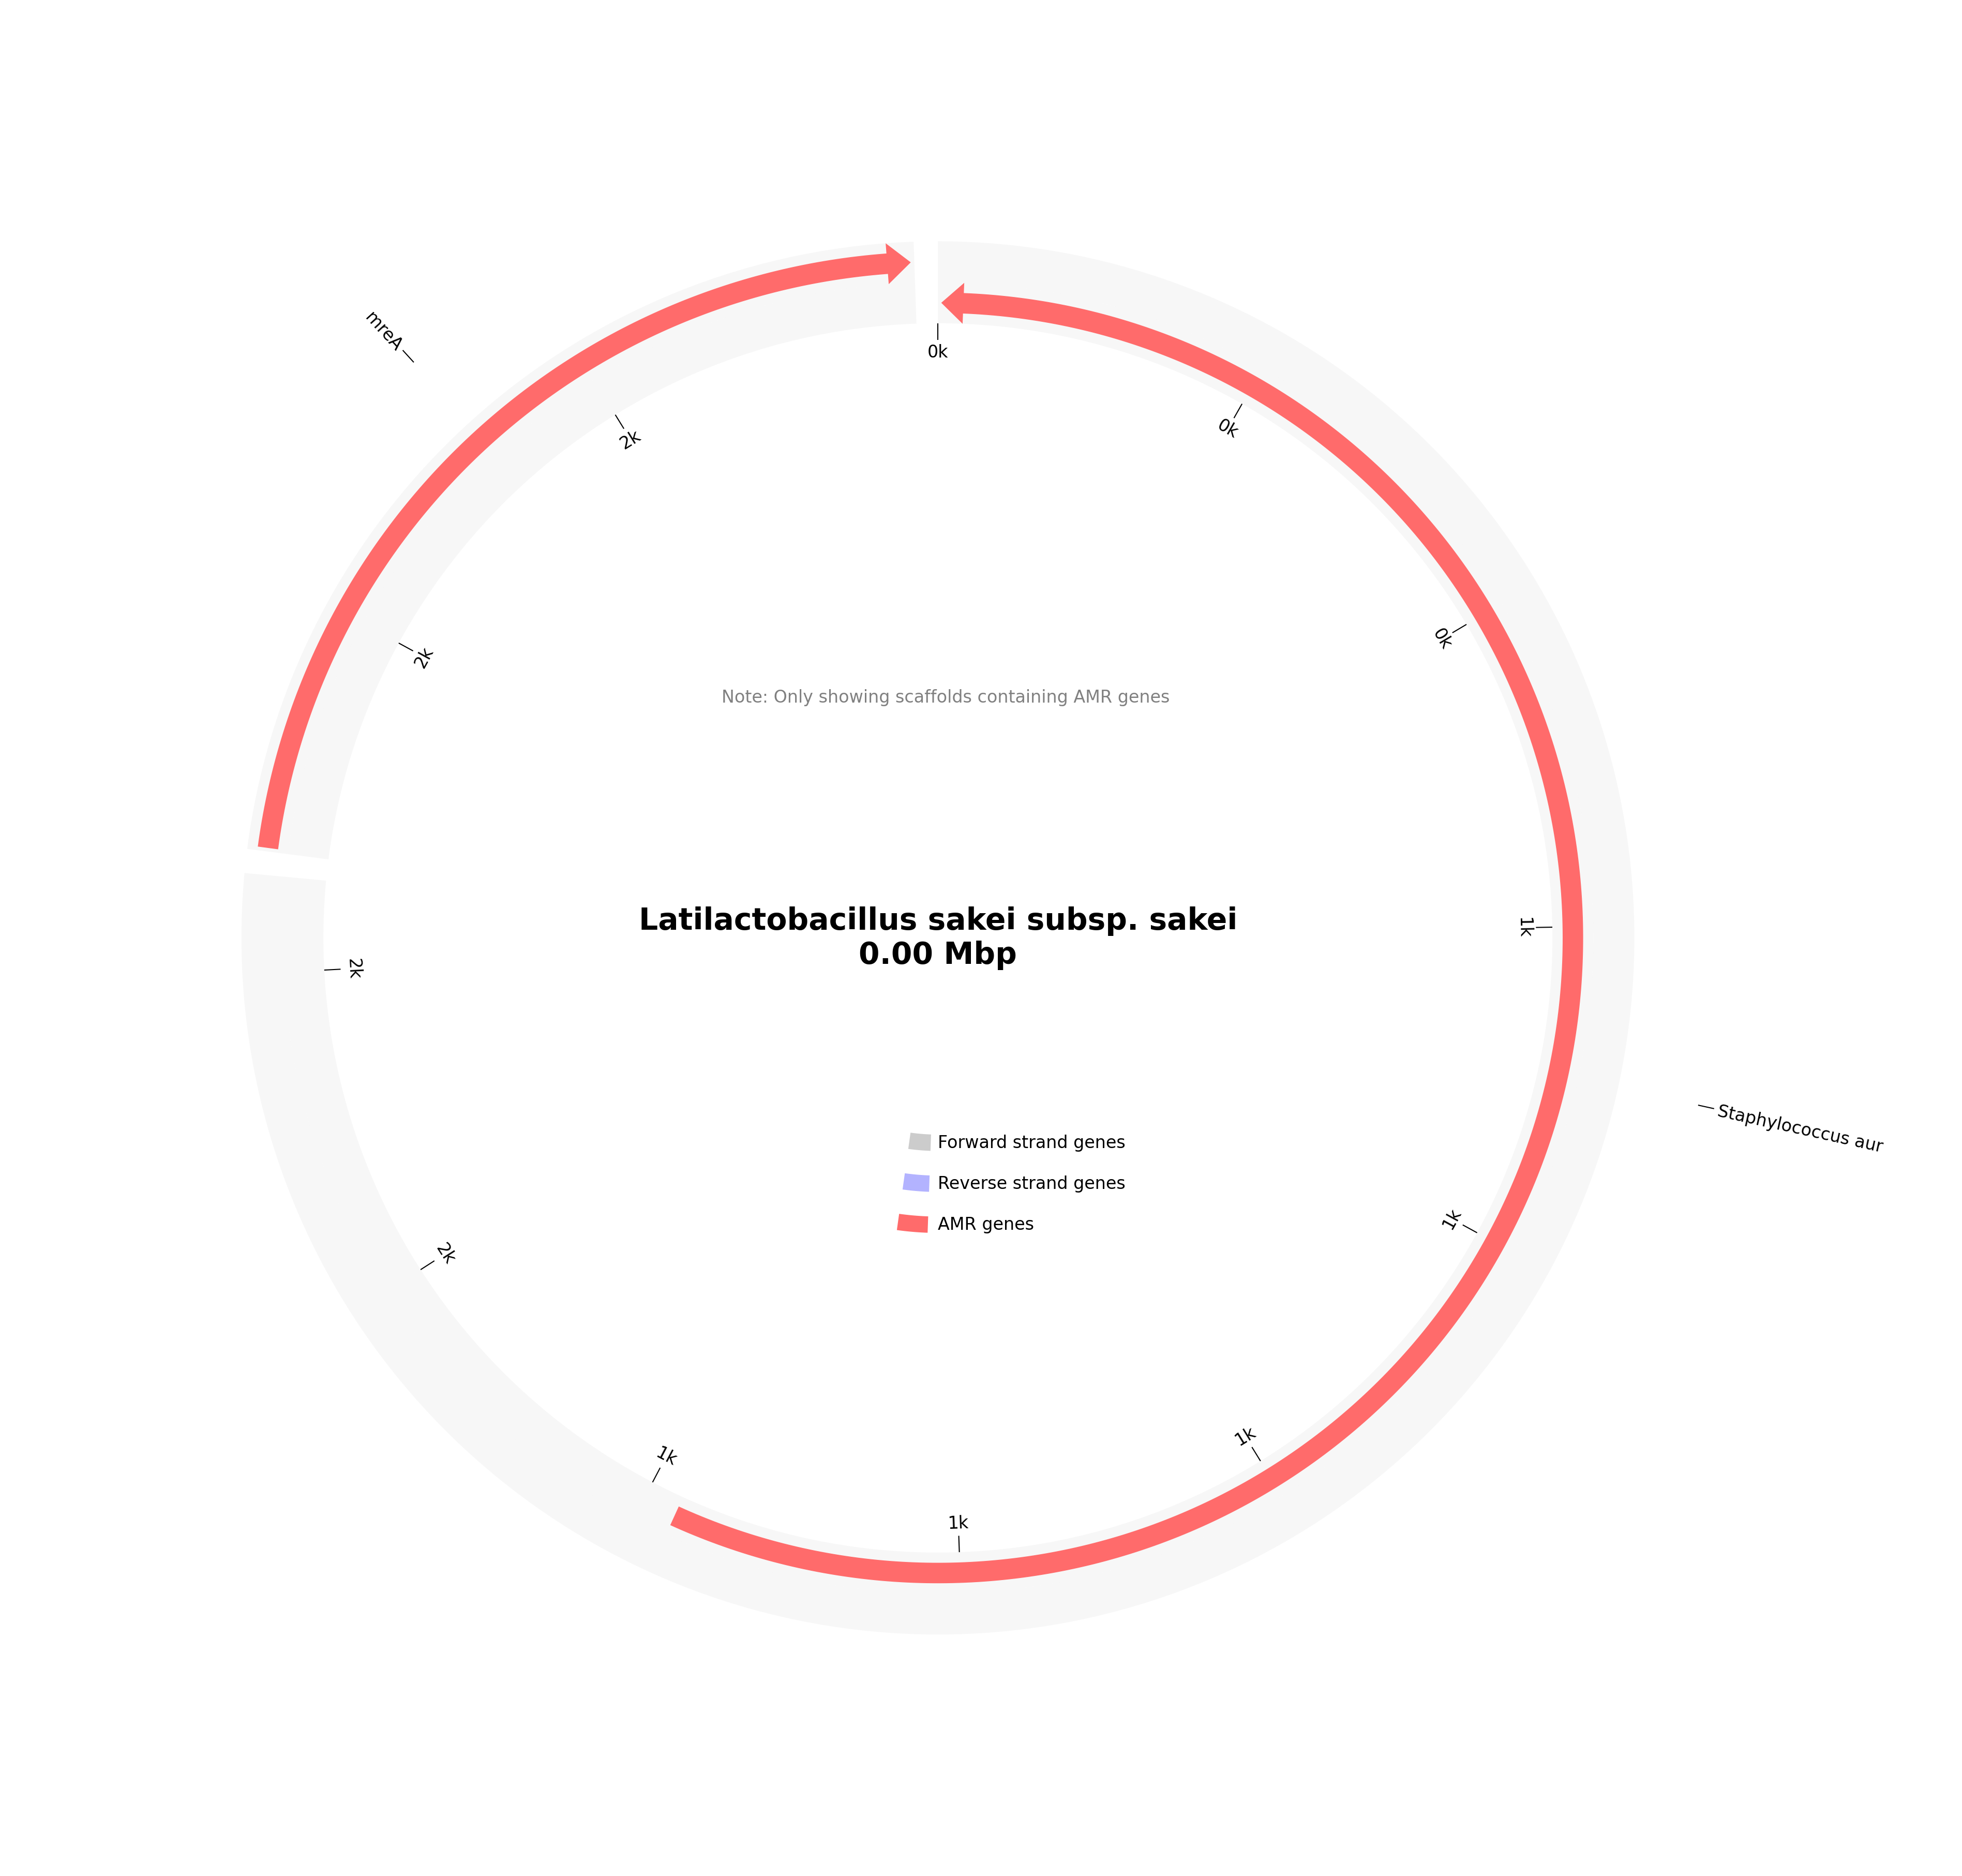 mreA
0k
0k
0k
1k
1k
1k
1k
1k
2k
2k
2k
2k
Note: Only showing scaffolds containing AMR genes
Latilactobacillus sakei subsp. sakei
0.00 Mbp
Staphylococcus aur
Forward strand genes
Reverse strand genes
AMR genes